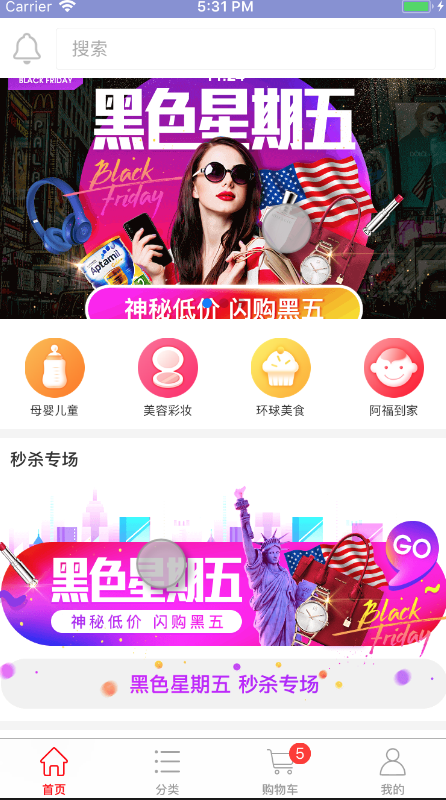 Carrier 5:31 PM
搜索
BLACK FRIDAY
11.24
黑色星期五
Black
Friday
Aptamil
神秘低价 闪购黑五
母婴儿童 美容彩妆 环球美食 阿福到家
秒杀专场
GO
黑色星期五
神秘低价 闪购黑五
Black
Friday
黑色星期五 秒杀专场
5
首页 分类 购物车 我的